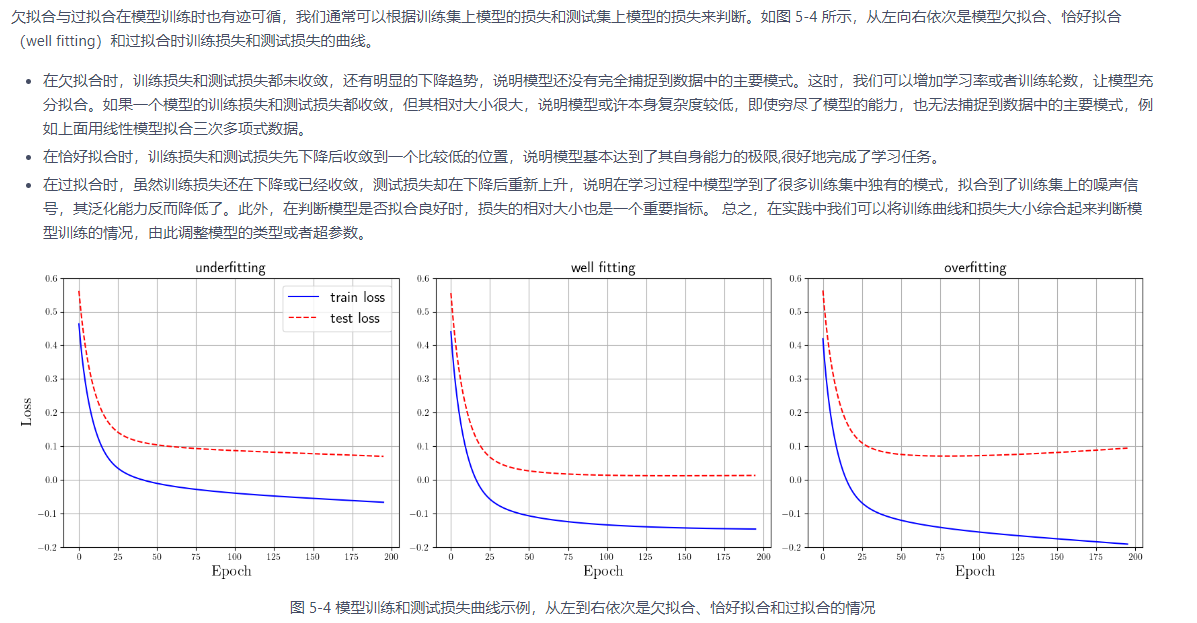 欠拟合与过拟合在模型训练时也有迹可循，我们通常可以根据训练集上模型的损失和测试集上模型的损失来判断。如图 5-4 所示，从左向右依次是模型欠拟合、恰好拟合
（well fitting）和过拟合时训练损失和测试损失的曲线。
• 在欠拟合时，训练损失和测试损失都未收敛，还有明显的下降趋势，说明模型还没有完全捕捉到数据中的主要模式。这时，我们可以增加学习率或者训练轮数，让模型充
分拟合。如果一个模型的训练损失和测试损失都收敛，但其相对大小很大，说明模型或许本身复杂度较低，即使穷尽了模型的能力，也无法捕捉到数据中的主要模式，例
如上面用线性模型拟合三次多项式数据。
• 在恰好拟合时，训练损失和测试损失先下降后收敛到一个比较低的位置，说明模型基本达到了其自身能力的极限,很好地完成了学习任务。
• 在过拟合时，虽然训练损失还在下降或已经收敛，测试损失却在下降后重新上升，说明在学习过程中模型学到了很多训练集中独有的模式，拟合到了训练集上的噪声信
号，其泛化能力反而降低了。此外，在判断模型是否拟合良好时，损失的相对大小也是一个重要指标。 总之，在实践中我们可以将训练曲线和损失大小综合起来判断模
型训练的情况，由此调整模型的类型或者超参数。
underfitting
Loss
0.6
0.5
0.4
0.3
0.2
0.1
0.0
−0.1
−0.2
train loss
test loss
0 25 50 75 100 125 150 175 200
Epoch
well fitting
0.6
0.5
0.4
0.3
0.2
0.1
0.0
−0.1
−0.2
0 25 50 75 100 125 150 175 200
Epoch
overfitting
0.6
0.5
0.4
0.3
0.2
0.1
0.0
−0.1
−0.2
0 25 50 75 100 125 150 175 200
Epoch
图 5-4 模型训练和测试损失曲线示例，从左到右依次是欠拟合、恰好拟合和过拟合的情况